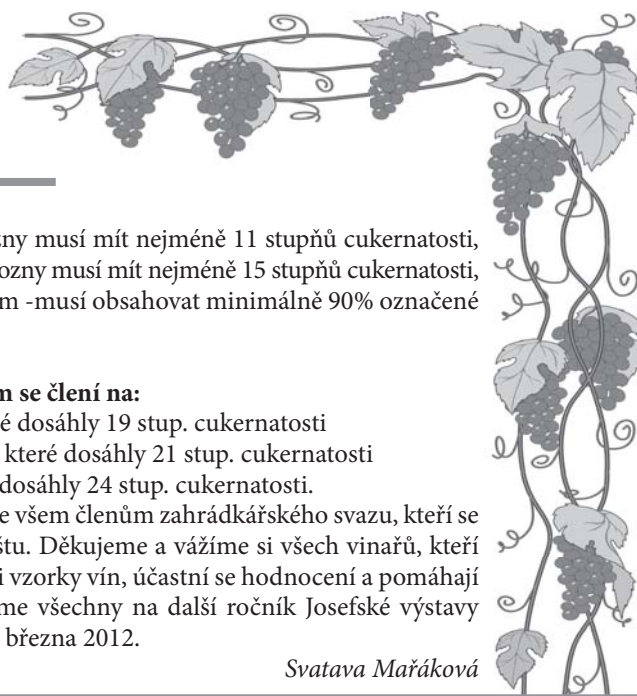 zny musí mít nejméně 11 stupňů cukernatosti,
ozny musí mít nejméně 15 stupňů cukernatosti,
m -musí obsahovat minimálně 90% označené
m se člení na:
é dosáhly 19 stup. cukernatosti
které dosáhly 21 stup. cukernatosti
dosáhly 24 stup. cukernatosti.
e všem členům zahrádkářského svazu, kteří se
štu. Děkujeme a vážíme si všech vinařů, kteří
i vzorky vín, účastní se hodnocení a pomáhají
me všechny na další ročník Josefské výstavy
března 2012.
Svatava Mařáková